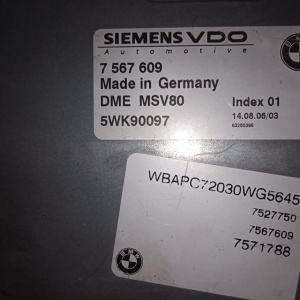 SIEMENS VDO
Automotive
7 567 609
Made in Germany
DME MSV80 Index 01
5WK90097 14.08.06/03
WBAPC72030WG5645
7527750
7567609
7571788